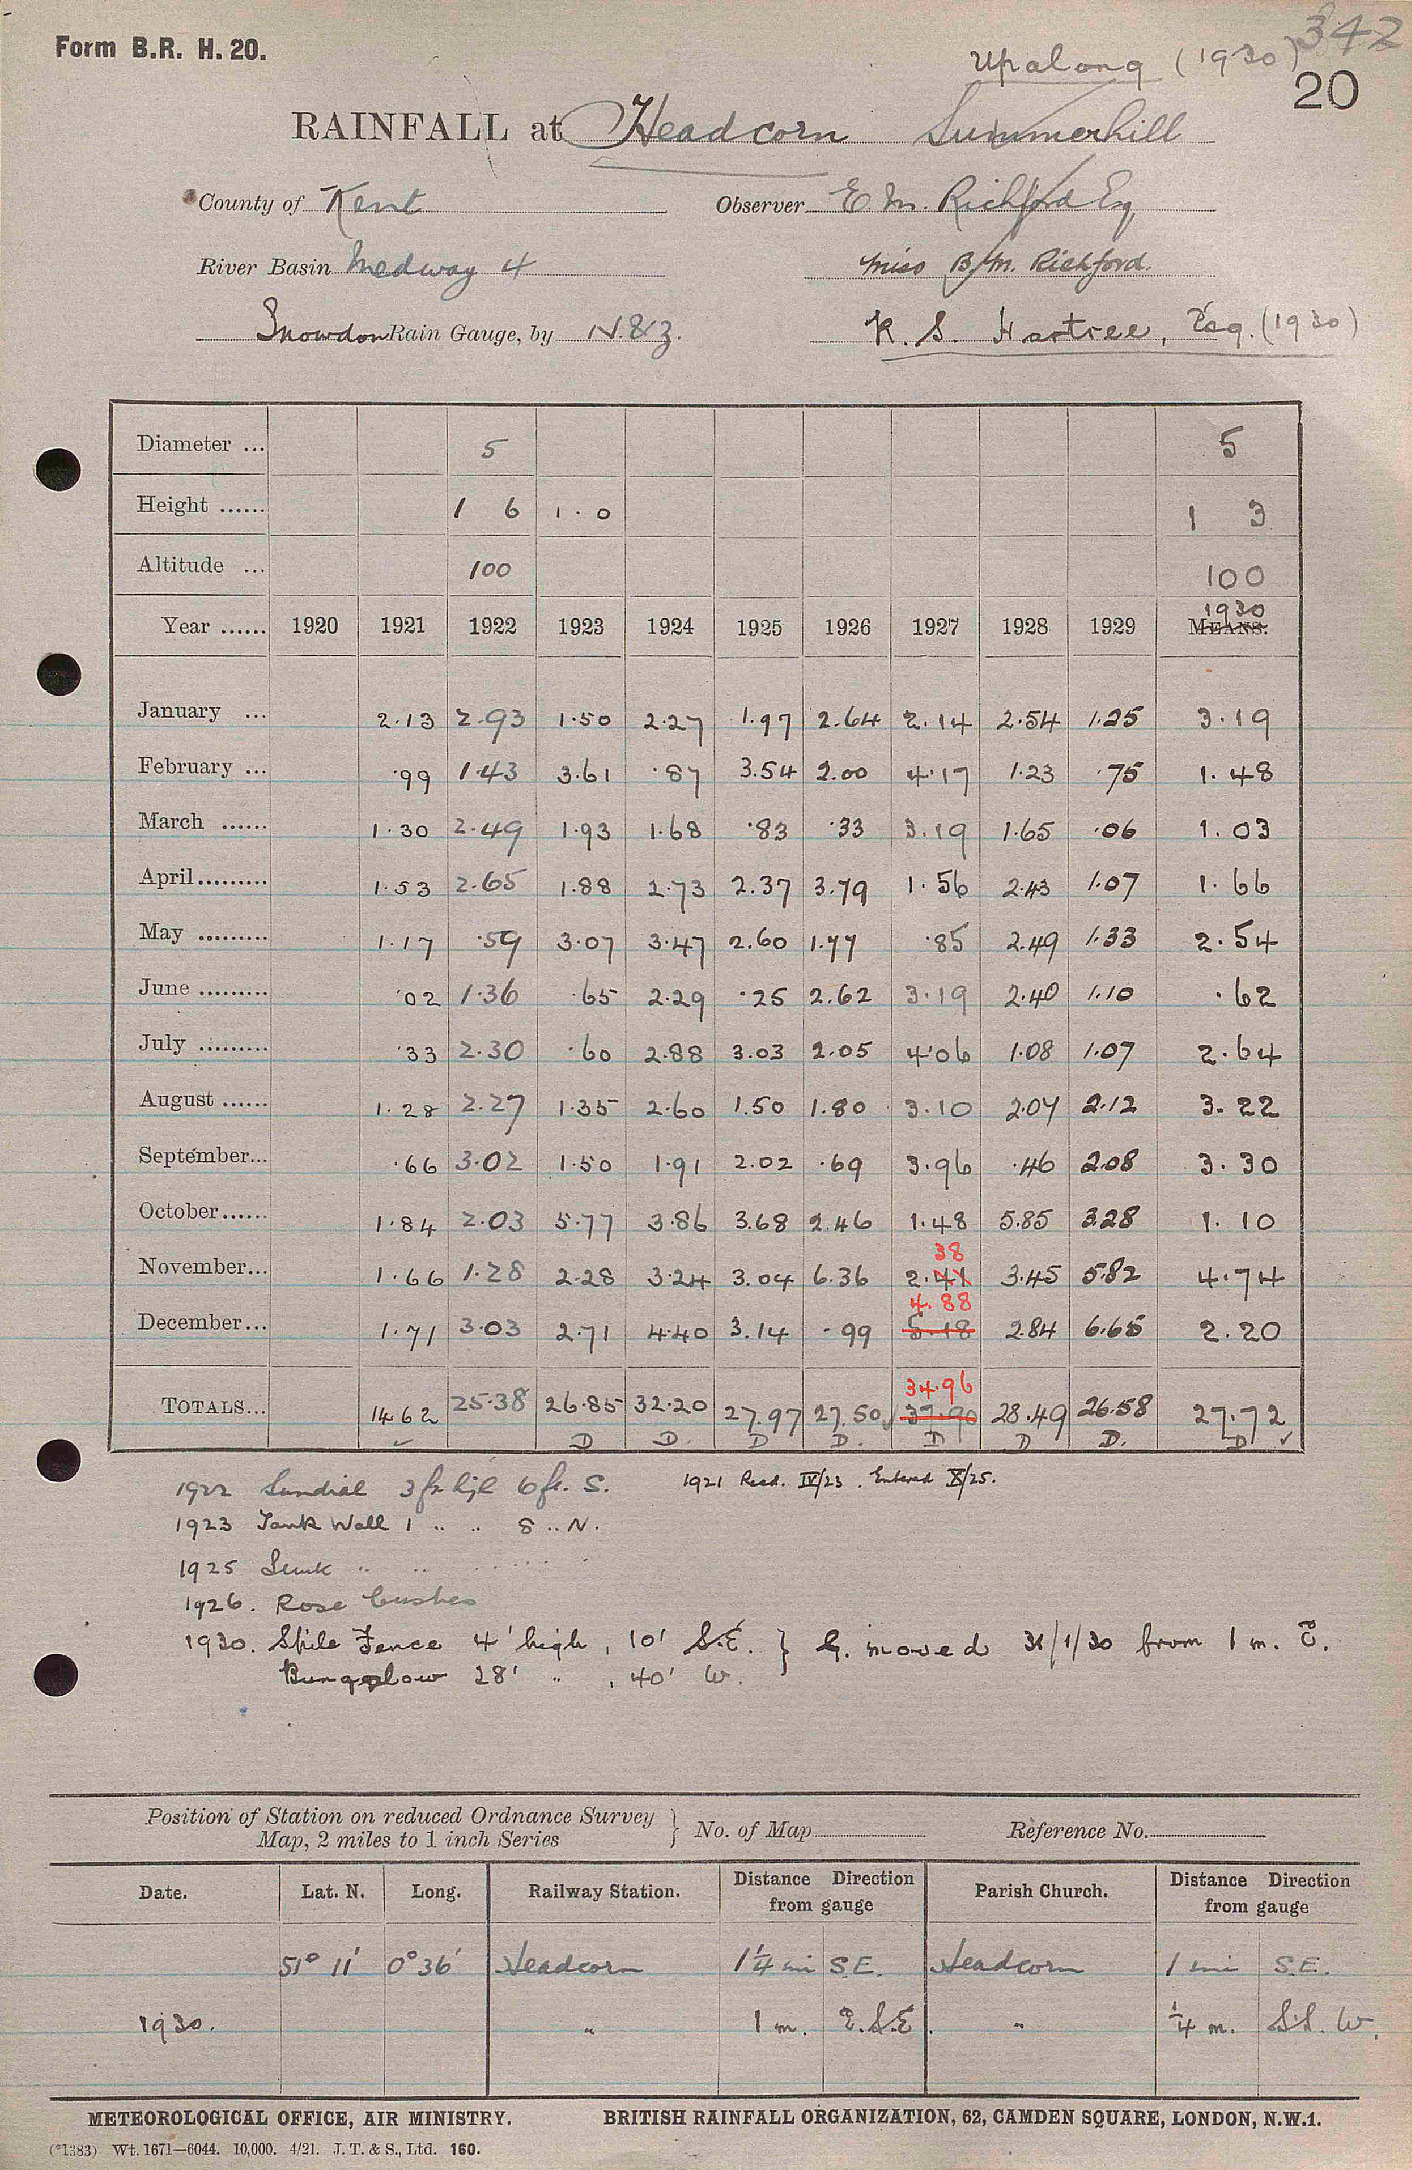 342
Form B.R. H. 20.
Upalong (1930)
20
RAINFALL at Headcorn Summerhill
County of Kent Observer E. M. Richford Esq
River Basin Medway 4 Miss B. M. Richford.
Snowdon Rain Gauge, by N. & Z. K. S. Hartree, Esq. (1930)
Diameter ... 5 5
Height ...... 1 6 1 . 0 1 3
Altitude ... 100 100
1930
Year ...... 1920 1921 1922 1923 1924 1925 1926 1927 1928 1929 MEANS.
January ... 2.13 2.93 1.50 2.27 1.97 2.64 2.14 2.54 1.25 3.19
February ... .99 1.43 3.61 .87 3.54 2.00 4.17 1.23 .75 1.48
March ...... 1.30 2.49 1.93 1.68 .83 .33 3.19 1.65 .06 1.03
April......... 1.53 2.65 1.88 2.73 2.37 3.79 1.56 2.43 1.07 1.66
May ......... 1.17 .59 3.07 3.47 2.60 1.77 .85 2.49 1.33 2.54
June ......... .02 1.36 .65 2.29 .25 2.62 3.19 2.40 1.10 .62
July ......... .33 2.30 .60 2.88 3.03 2.05 4.06 1.08 1.07 2.64
August ...... 1.28 2.27 1.35 2.60 1.50 1.80 3.10 2.07 2.12 3.22
September... .66 3.02 1.50 1.91 2.02 .69 3.96 .46 2.08 3.30
October...... 1.84 2.03 5.77 3.86 3.68 2.46 1.48 5.85 3.28 1.10
38
November... 1.66 1.28 2.28 3.24 3.04 6.36 2.41 3.45 5.82 4.74
4.88
December... 1.71 3.03 2.71 4.40 3.14 .99 5.18 2.84 6.65 2.20
34.96
TOTALS... 14.62 25.38 26.85 32.20 27.97 27.50 37.90 28.49 26.58 27.72
D D. D D. D D D. D
1922 Sundial 3 ft high 6 ft. S. 1921 Recd. IV/23. Entered X/25.
1923 Tank Wall 1 " " 8 " N.
1925 Sunk " "
1926. Rose bushes
1930. Spile Fence 4' high, 10' S.E. } G. moved 31/1/30 from 1 m. E.
Bungalow 28' " , 40' W.
Position of Station on reduced Ordnance Survey
Map, 2 miles to 1 inch Series } No. of Map Reference No.
Date. Lat. N. Long. Railway Station. Distance Direction from gauge Parish Church. Distance Direction from gauge
51° 11' 0° 36' Headcorn 1¼ mi S.E. Headcorn 1 mi S.E.
1930. " 1 m. E.S.E. " ¼ m. S.S.W.
METEOROLOGICAL OFFICE, AIR MINISTRY. BRITISH RAINFALL ORGANIZATION, 62, CAMDEN SQUARE, LONDON, N.W.1.
(*1383) Wt. 1671—6044. 10,000. 4/21. J. T. & S., Ltd. 160.